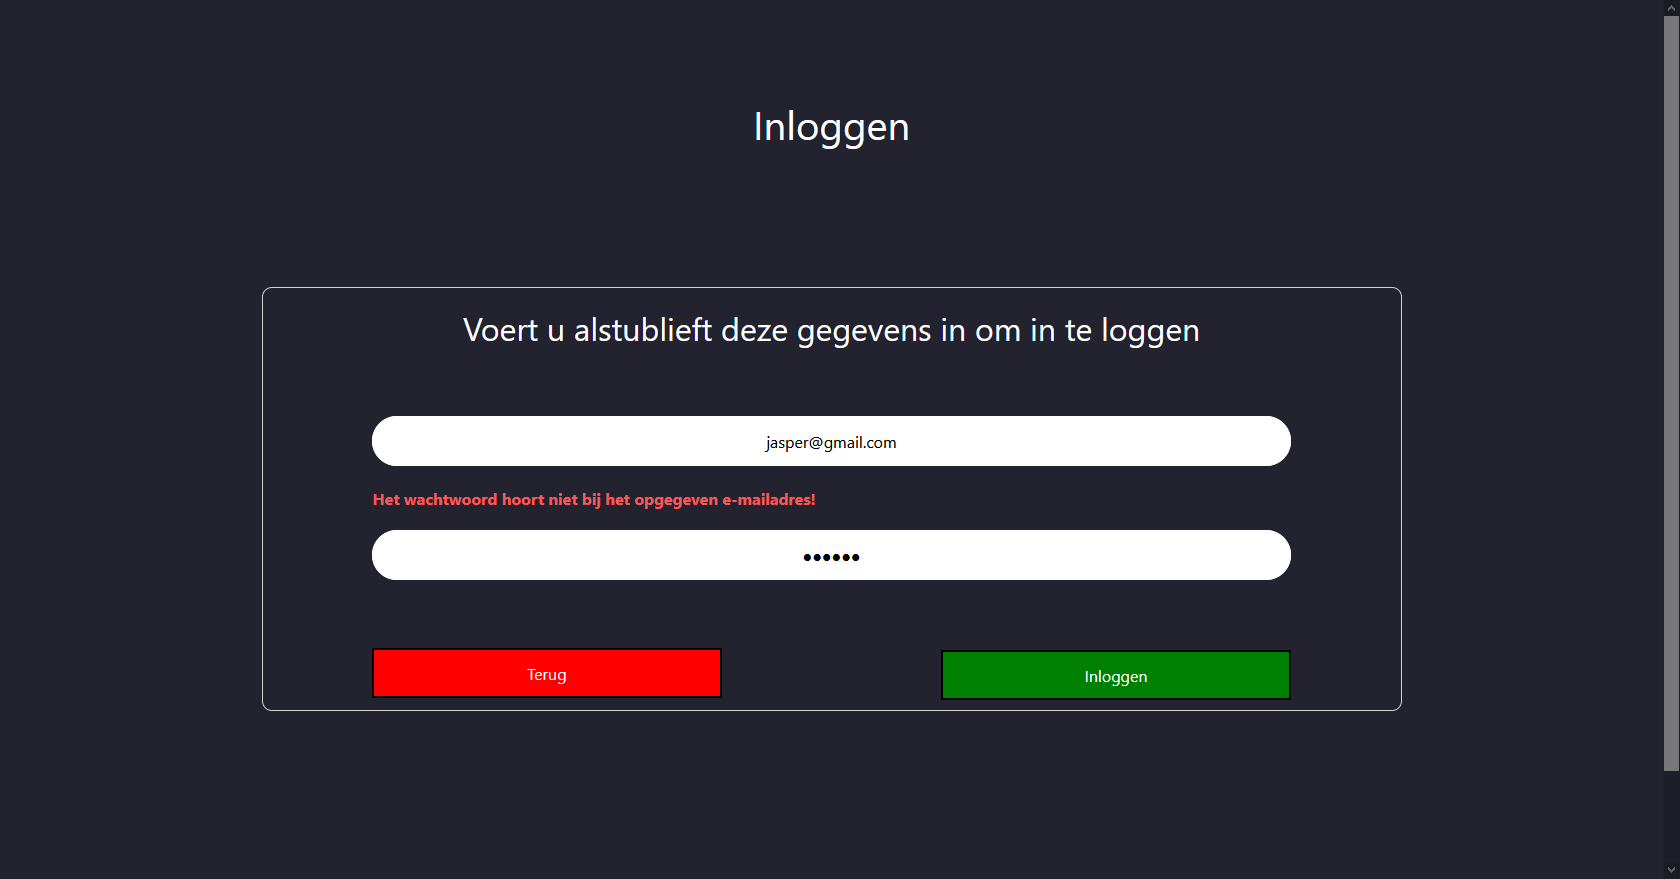 Inloggen
Voert u alstublieft deze gegevens in om in te loggen
jasper@gmail.com
Het wachtwoord hoort niet bij het opgegeven e-mailadres!
••••••
Terug
Inloggen